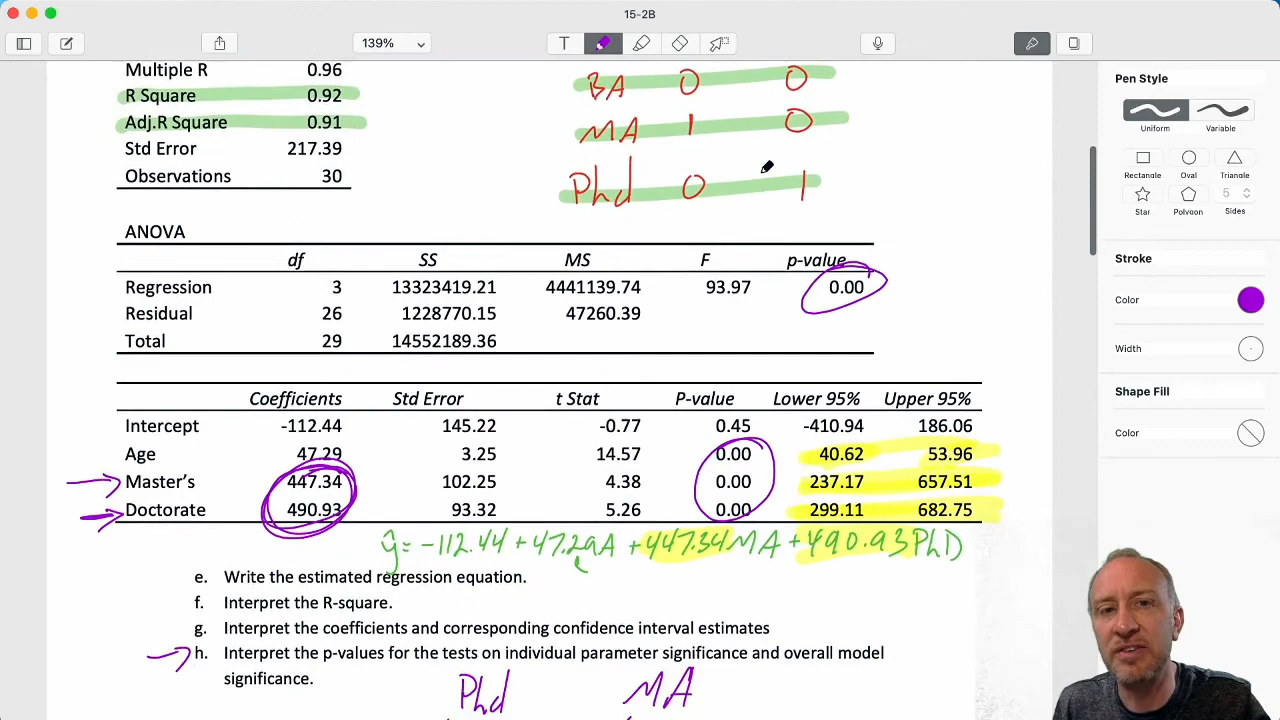 15-2B
139%
T
Multiple R 0.96
R Square 0.92
Adj.R Square 0.91
Std Error 217.39
Observations 30
BA 0 0
MA 1 0
Phd 0 1
ANOVA
df SS MS F p-value
Regression 3 13323419.21 4441139.74 93.97 0.00
Residual 26 1228770.15 47260.39
Total 29 14552189.36
Coefficients Std Error t Stat P-value Lower 95% Upper 95%
Intercept -112.44 145.22 -0.77 0.45 -410.94 186.06
Age 47.29 3.25 14.57 0.00 40.62 53.96
Master's 447.34 102.25 4.38 0.00 237.17 657.51
Doctorate 490.93 93.32 5.26 0.00 299.11 682.75
ŷ= -112.44 + 47.29A + 447.34MA + 490.93PhD
e. Write the estimated regression equation.
f. Interpret the R-square.
g. Interpret the coefficients and corresponding confidence interval estimates
h. Interpret the p-values for the tests on individual parameter significance and overall model
significance.
Phd MA
Pen Style
Uniform Variable
Rectangle Oval Triangle
5
Star Polygon Sides
Stroke
Color
Width
Shape Fill
Color